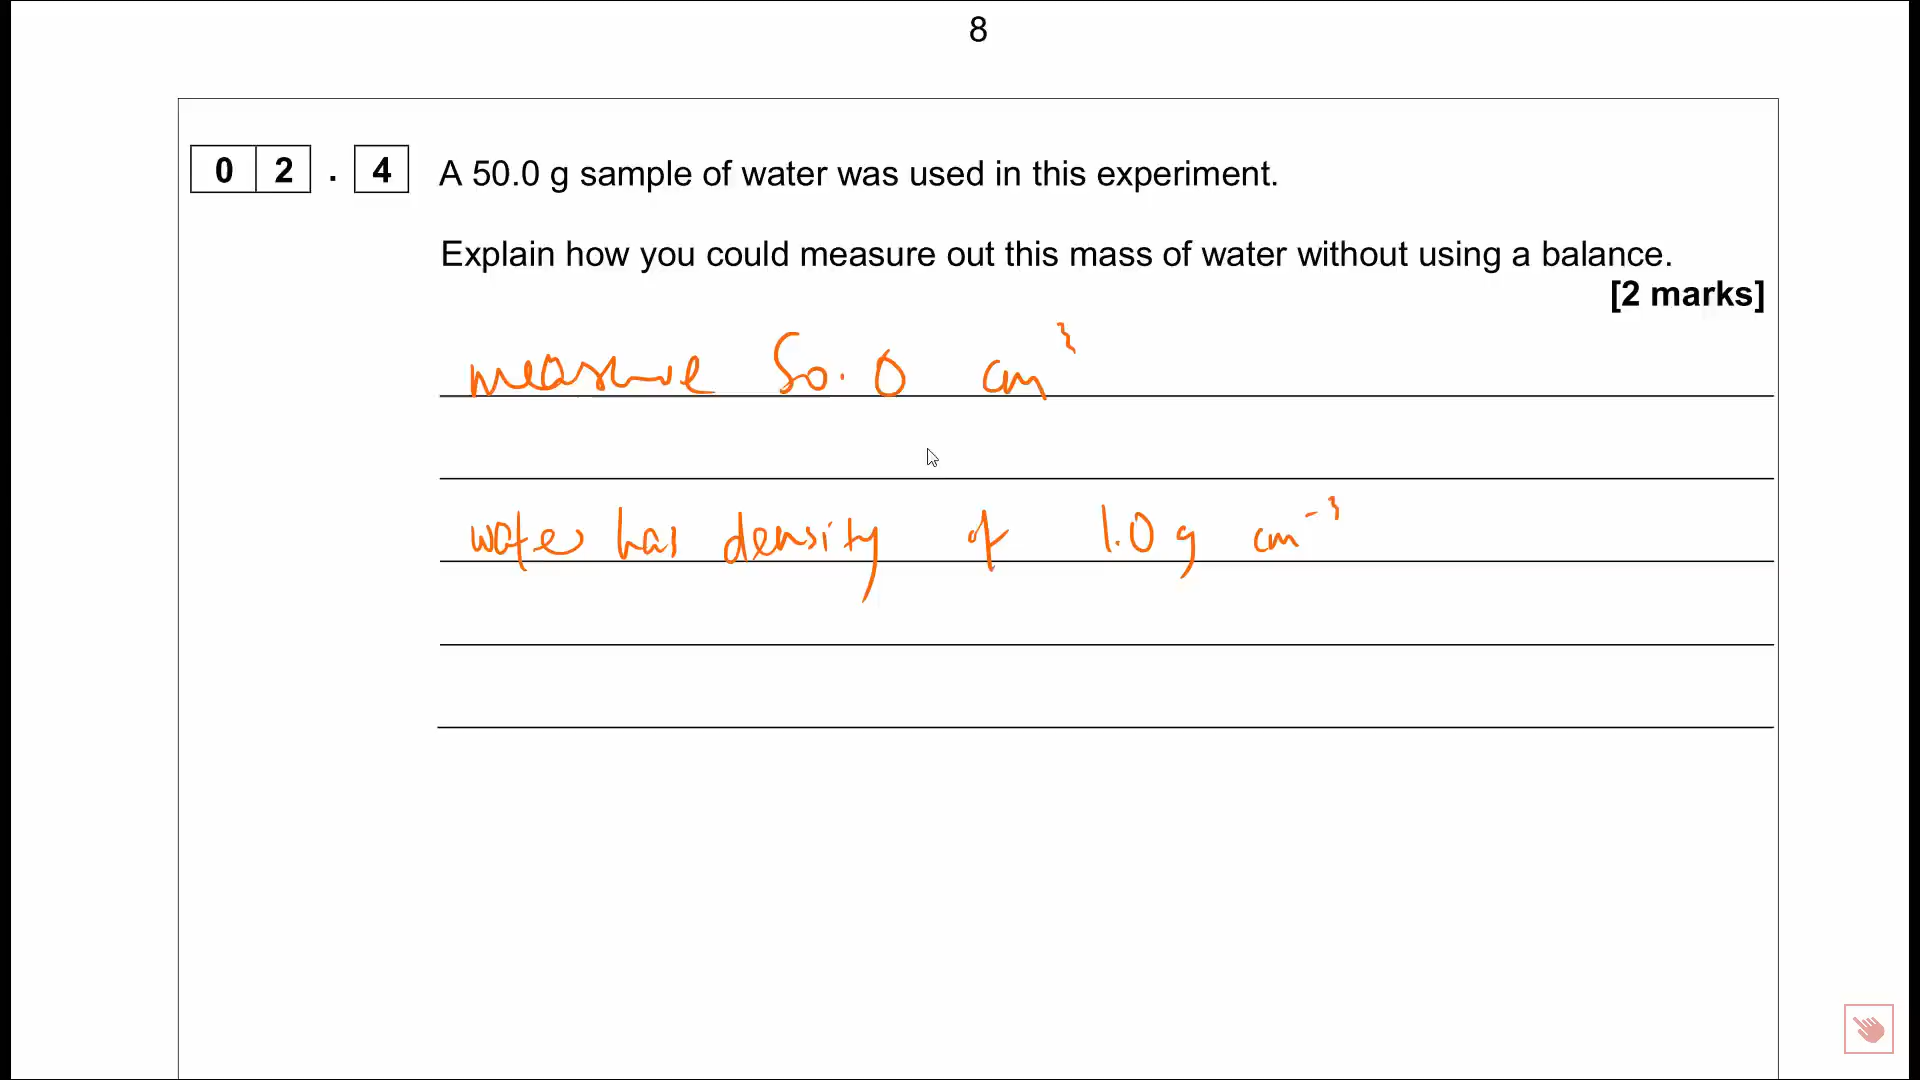 8
02.4 A 50.0 g sample of water was used in this experiment.
Explain how you could measure out this mass of water without using a balance.
[2 marks]
measure 50.0 cm³
water has density of 1.0 g cm⁻³